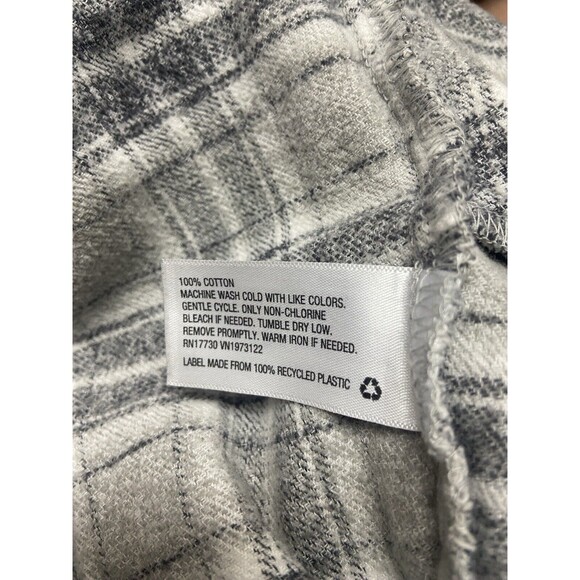 100% COTTON
MACHINE WASH COLD WITH LIKE COLORS.
GENTLE CYCLE. ONLY NON-CHLORINE
BLEACH IF NEEDED. TUMBLE DRY LOW.
REMOVE PROMPTLY. WARM IRON IF NEEDED.
RN17730 VN1973122
LABEL MADE FROM 100% RECYCLED PLASTIC